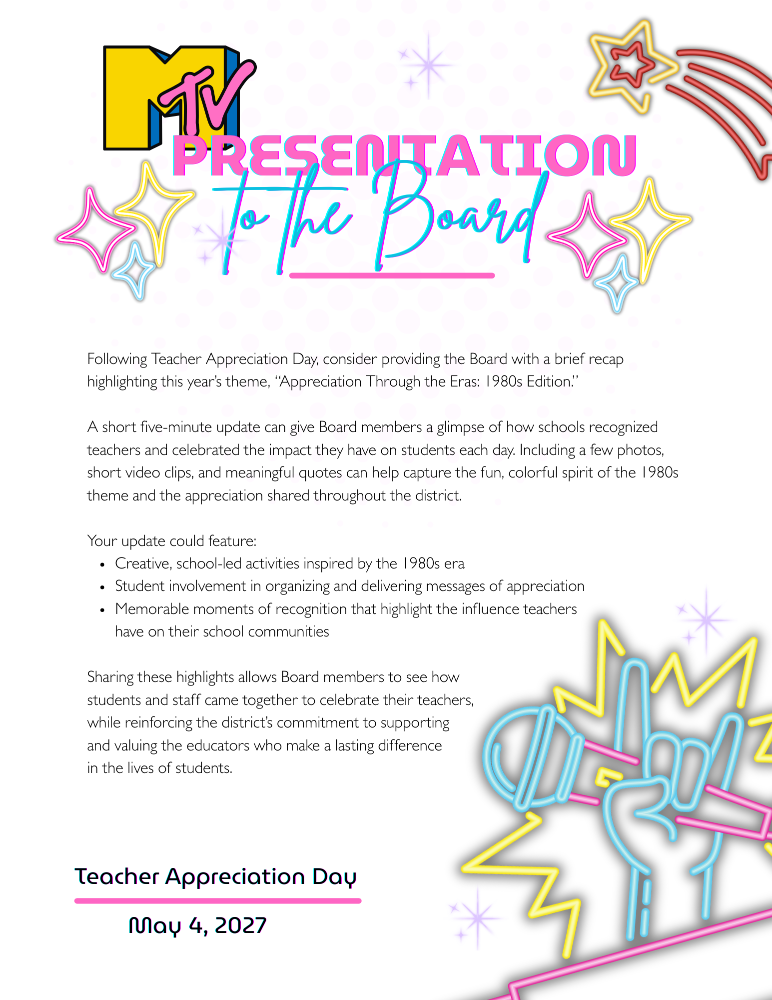 MTV
PRESENTATION
to the Board
Following Teacher Appreciation Day, consider providing the Board with a brief recap
highlighting this year’s theme, “Appreciation Through the Eras: 1980s Edition.”
A short five-minute update can give Board members a glimpse of how schools recognized
teachers and celebrated the impact they have on students each day. Including a few photos,
short video clips, and meaningful quotes can help capture the fun, colorful spirit of the 1980s
theme and the appreciation shared throughout the district.
Your update could feature:
• Creative, school-led activities inspired by the 1980s era
• Student involvement in organizing and delivering messages of appreciation
• Memorable moments of recognition that highlight the influence teachers
have on their school communities
Sharing these highlights allows Board members to see how
students and staff came together to celebrate their teachers,
while reinforcing the district’s commitment to supporting
and valuing the educators who make a lasting difference
in the lives of students.
Teacher Appreciation Day
May 4, 2027